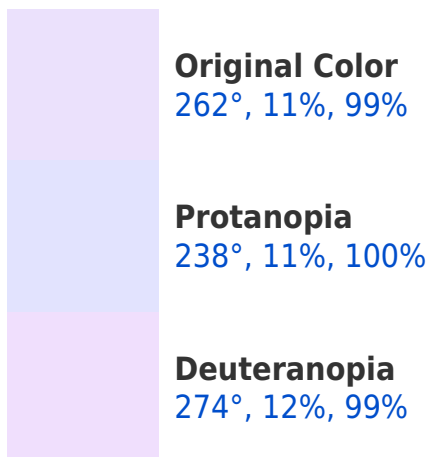 Original Color
262°, 11%, 99%
Protanopia
238°, 11%, 100%
Deuteranopia
274°, 12%, 99%